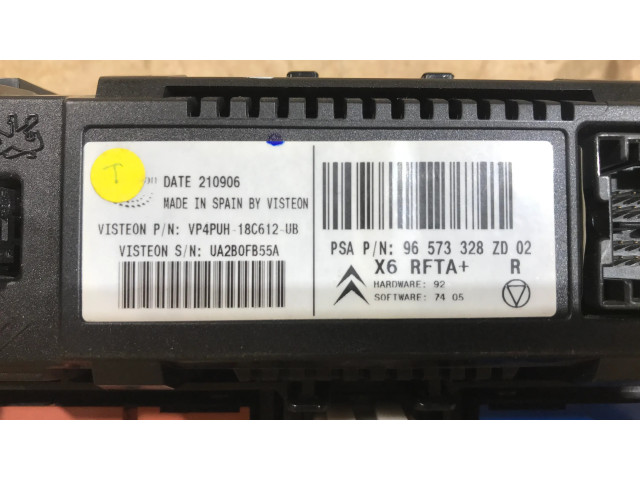 T
DATE 210906
MADE IN SPAIN BY VISTEON
VISTEON P/N: VP4PUH-18C612-UB
VISTEON S/N: UA2B0FB55A
PSA P/N: 96 573 328 ZD 02
X6 RFTA+ R
HARDWARE: 92
SOFTWARE: 74 05